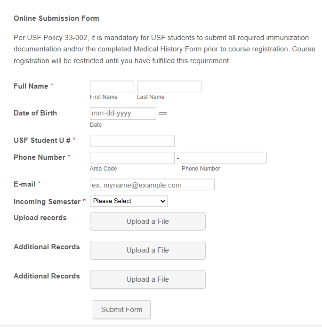 Online Submission Form
Per USF Policy 33-002, it is mandatory for USF students to submit all required immunization
documentation and/or the completed Medical History Form prior to course registration. Course
registration will be restricted until you have fulfilled this requirement
Full Name *
First Name Last Name
Date of Birth mm-dd-yyyy
Date
USF Student U # *
Phone Number * -
Area Code Phone Number
E-mail * ex. myname@example.com
Incoming Semester * Please Select
Upload records Upload a File
Additional Records Upload a File
Additional Records Upload a File
Submit Form